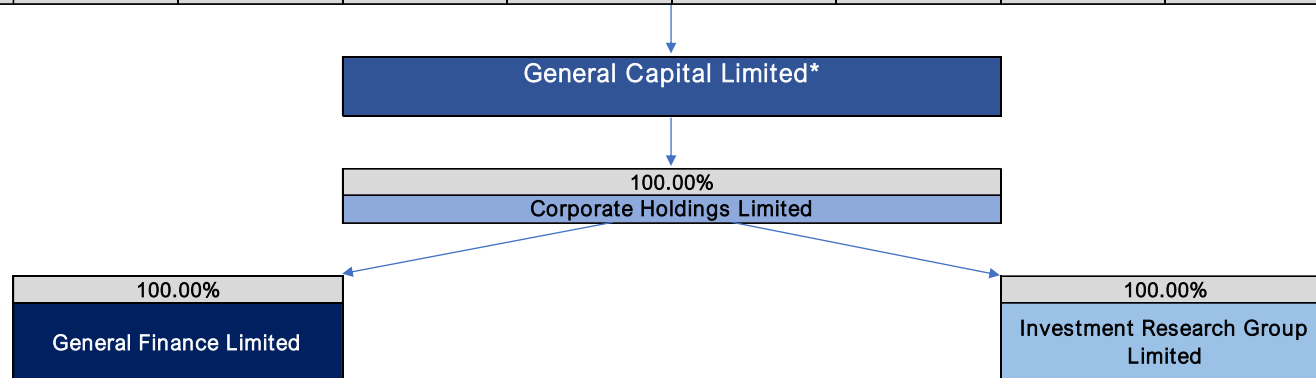 General Capital Limited*
100.00%
Corporate Holdings Limited
100.00%
100.00%
General Finance Limited
Investment Research Group
Limited